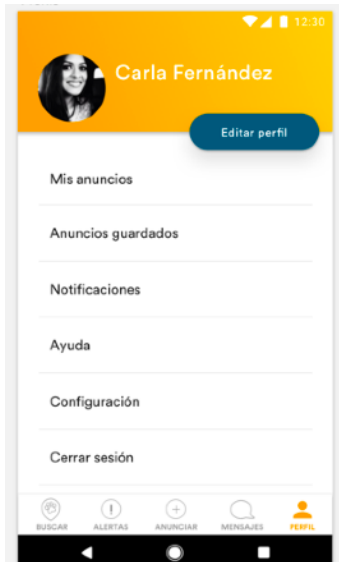 12:30
Carla Fernández
Editar perfil
Mis anuncios
Anuncios guardados
Notificaciones
Ayuda
Configuración
Cerrar sesión
BUSCAR ALERTAS ANUNCIAR MENSAJES PERFIL